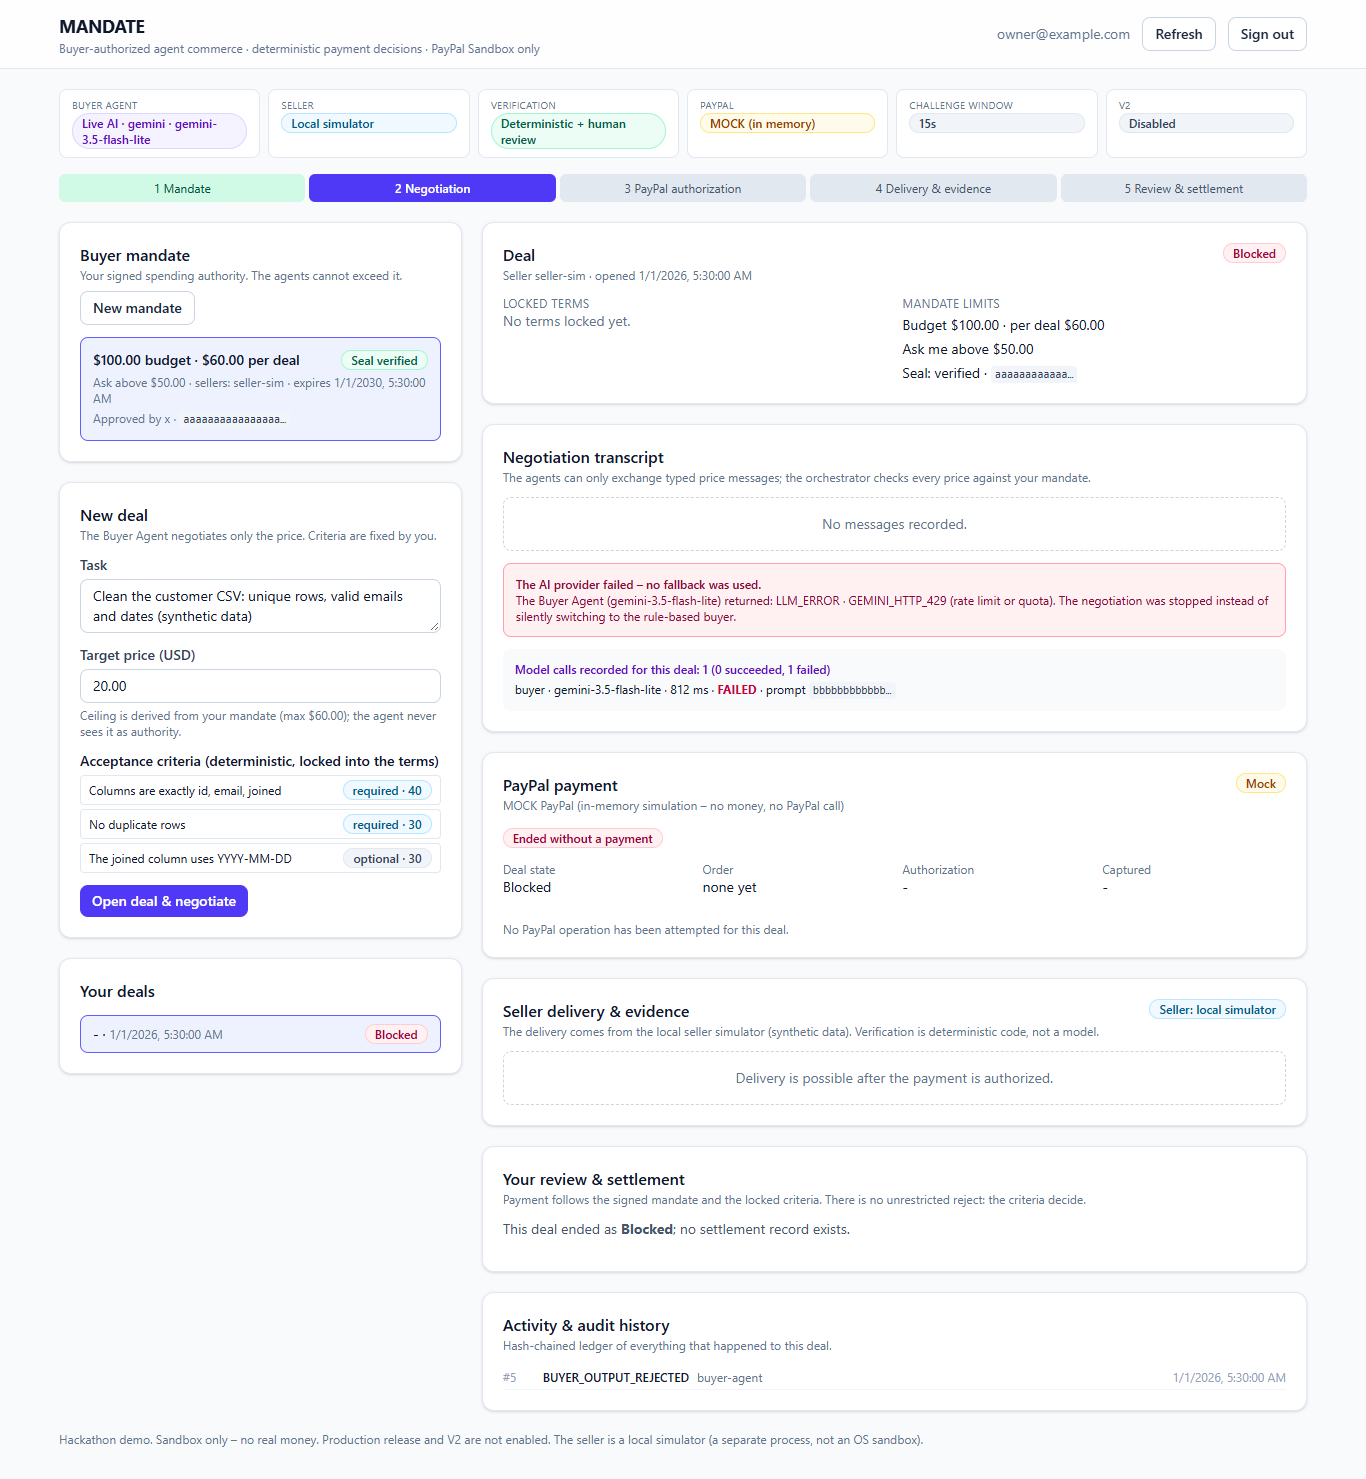 MANDATE
Buyer-authorized agent commerce · deterministic payment decisions · PayPal Sandbox only
owner@example.com
Refresh
Sign out
BUYER AGENT
Live AI · gemini · gemini-
3.5-flash-lite
SELLER
Local simulator
VERIFICATION
Deterministic + human
review
PAYPAL
MOCK (in memory)
CHALLENGE WINDOW
15s
V2
Disabled
1 Mandate
2 Negotiation
3 PayPal authorization
4 Delivery & evidence
5 Review & settlement
Buyer mandate
Your signed spending authority. The agents cannot exceed it.
New mandate
$100.00 budget · $60.00 per deal
Seal verified
Ask above $50.00 · sellers: seller-sim · expires 1/1/2030, 5:30:00
AM
Approved by x · aaaaaaaaaaaaaaaa…
New deal
The Buyer Agent negotiates only the price. Criteria are fixed by you.
Task
Clean the customer CSV: unique rows, valid emails
and dates (synthetic data)
Target price (USD)
20.00
Ceiling is derived from your mandate (max $60.00); the agent never
sees it as authority.
Acceptance criteria (deterministic, locked into the terms)
Columns are exactly id, email, joined
required · 40
No duplicate rows
required · 30
The joined column uses YYYY-MM-DD
optional · 30
Open deal & negotiate
Your deals
- · 1/1/2026, 5:30:00 AM
Blocked
Deal
Blocked
Seller seller-sim · opened 1/1/2026, 5:30:00 AM
LOCKED TERMS
No terms locked yet.
MANDATE LIMITS
Budget $100.00 · per deal $60.00
Ask me above $50.00
Seal: verified · aaaaaaaaaaaa…
Negotiation transcript
The agents can only exchange typed price messages; the orchestrator checks every price against your mandate.
No messages recorded.
The AI provider failed – no fallback was used.
The Buyer Agent (gemini-3.5-flash-lite) returned: LLM_ERROR · GEMINI_HTTP_429 (rate limit or quota). The negotiation was stopped instead of
silently switching to the rule-based buyer.
Model calls recorded for this deal: 1 (0 succeeded, 1 failed)
buyer · gemini-3.5-flash-lite · 812 ms · FAILED · prompt bbbbbbbbbbbb…
PayPal payment
Mock
MOCK PayPal (in-memory simulation – no money, no PayPal call)
Ended without a payment
Deal state
Blocked
Order
none yet
Authorization
-
Captured
-
No PayPal operation has been attempted for this deal.
Seller delivery & evidence
Seller: local simulator
The delivery comes from the local seller simulator (synthetic data). Verification is deterministic code, not a model.
Delivery is possible after the payment is authorized.
Your review & settlement
Payment follows the signed mandate and the locked criteria. There is no unrestricted reject: the criteria decide.
This deal ended as Blocked; no settlement record exists.
Activity & audit history
Hash-chained ledger of everything that happened to this deal.
#5 BUYER_OUTPUT_REJECTED buyer-agent
1/1/2026, 5:30:00 AM
Hackathon demo. Sandbox only – no real money. Production release and V2 are not enabled. The seller is a local simulator (a separate process, not an OS sandbox).